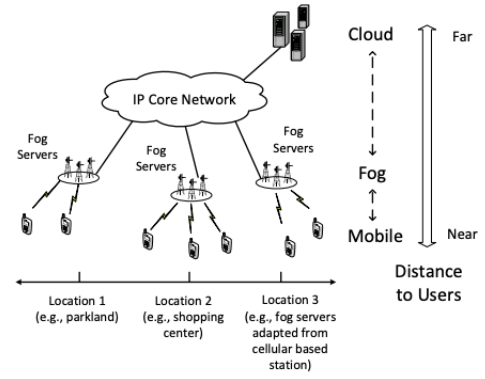 Cloud
Far
IP Core Network
Fog
Servers
Fog
Servers
Fog
Servers
Fog
Mobile
Near
Distance
to Users
Location 1
(e.g., parkland)
Location 2
(e.g., shopping
center)
Location 3
(e.g., fog servers
adapted from
cellular based
station)